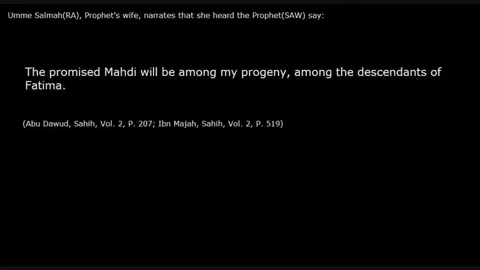 Umme Salmah(RA), Prophet's wife, narrates that she heard the Prophet(SAW) say:
The promised Mahdi will be among my progeny, among the descendants of
Fatima.
(Abu Dawud, Sahih, Vol. 2, P. 207; Ibn Majah, Sahih, Vol. 2, P. 519)